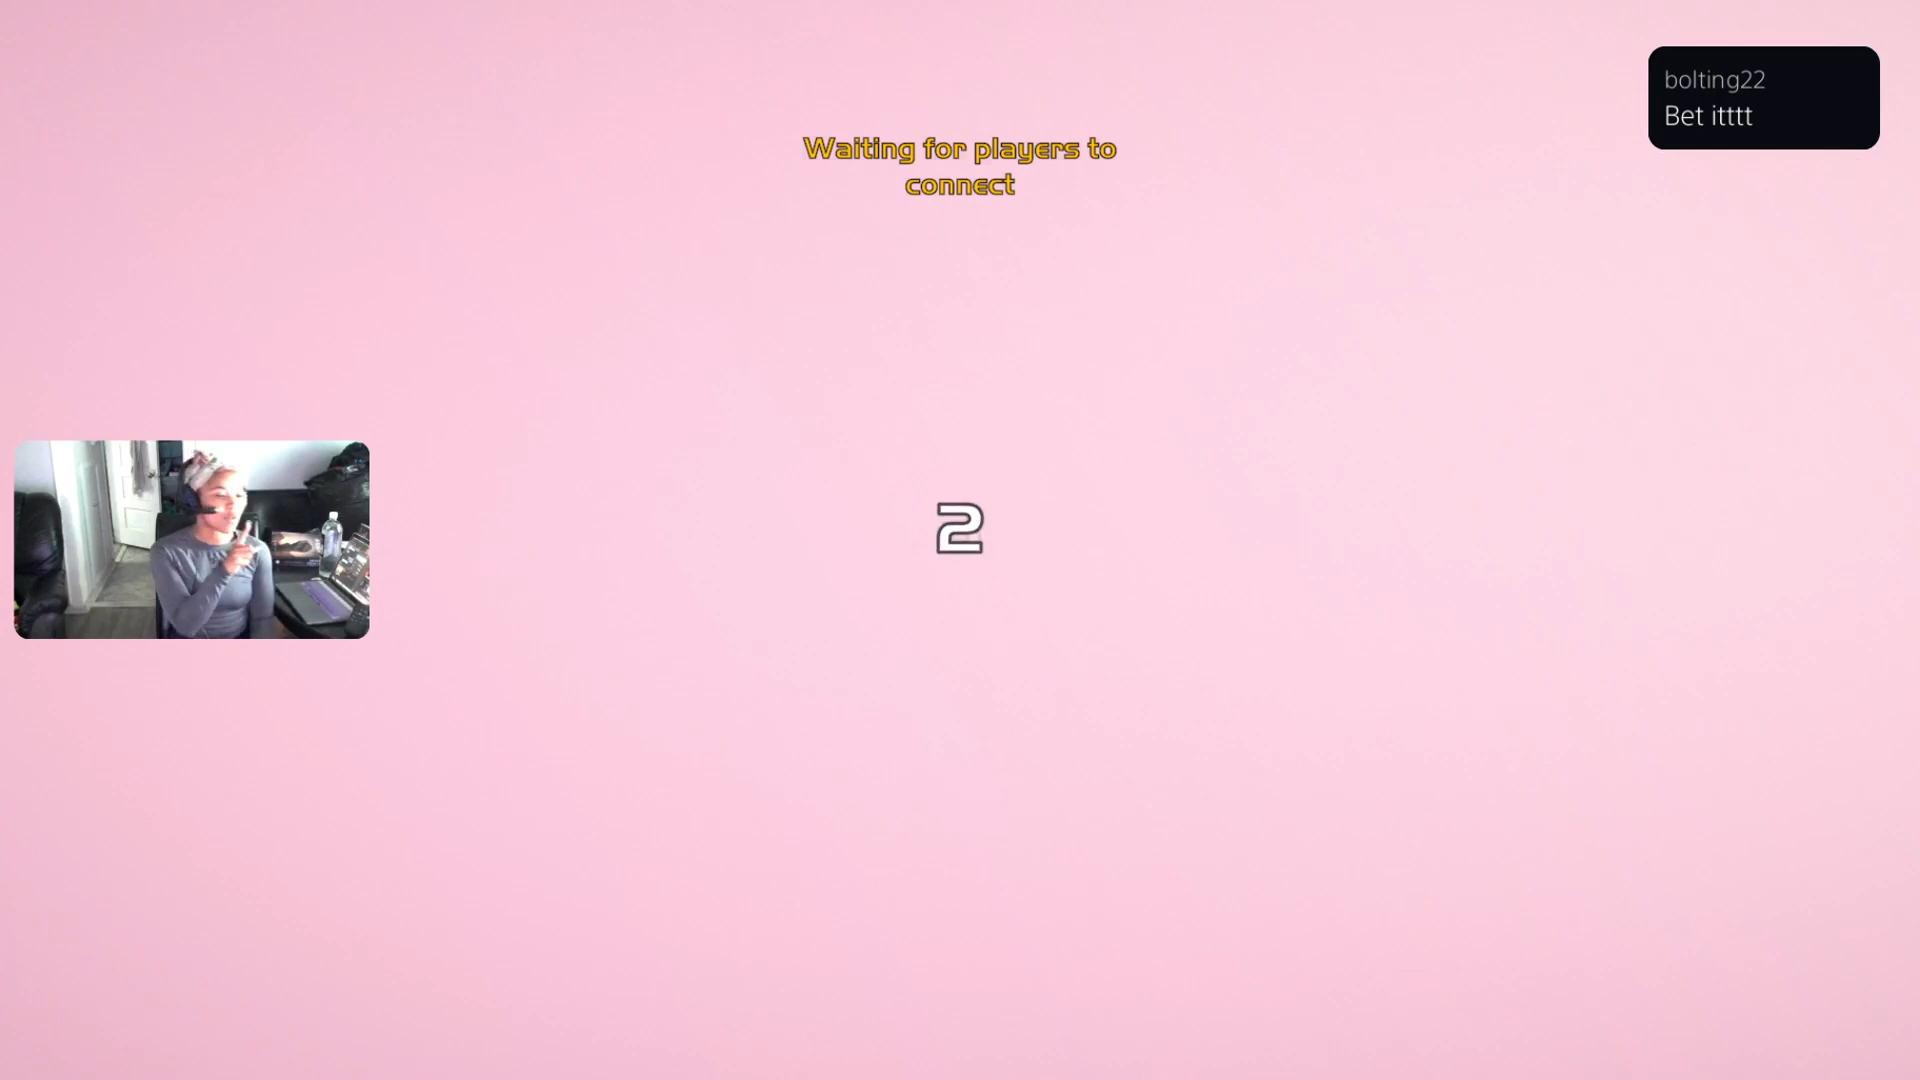 bolting22
Bet itttt
Waiting for players to
connect
2